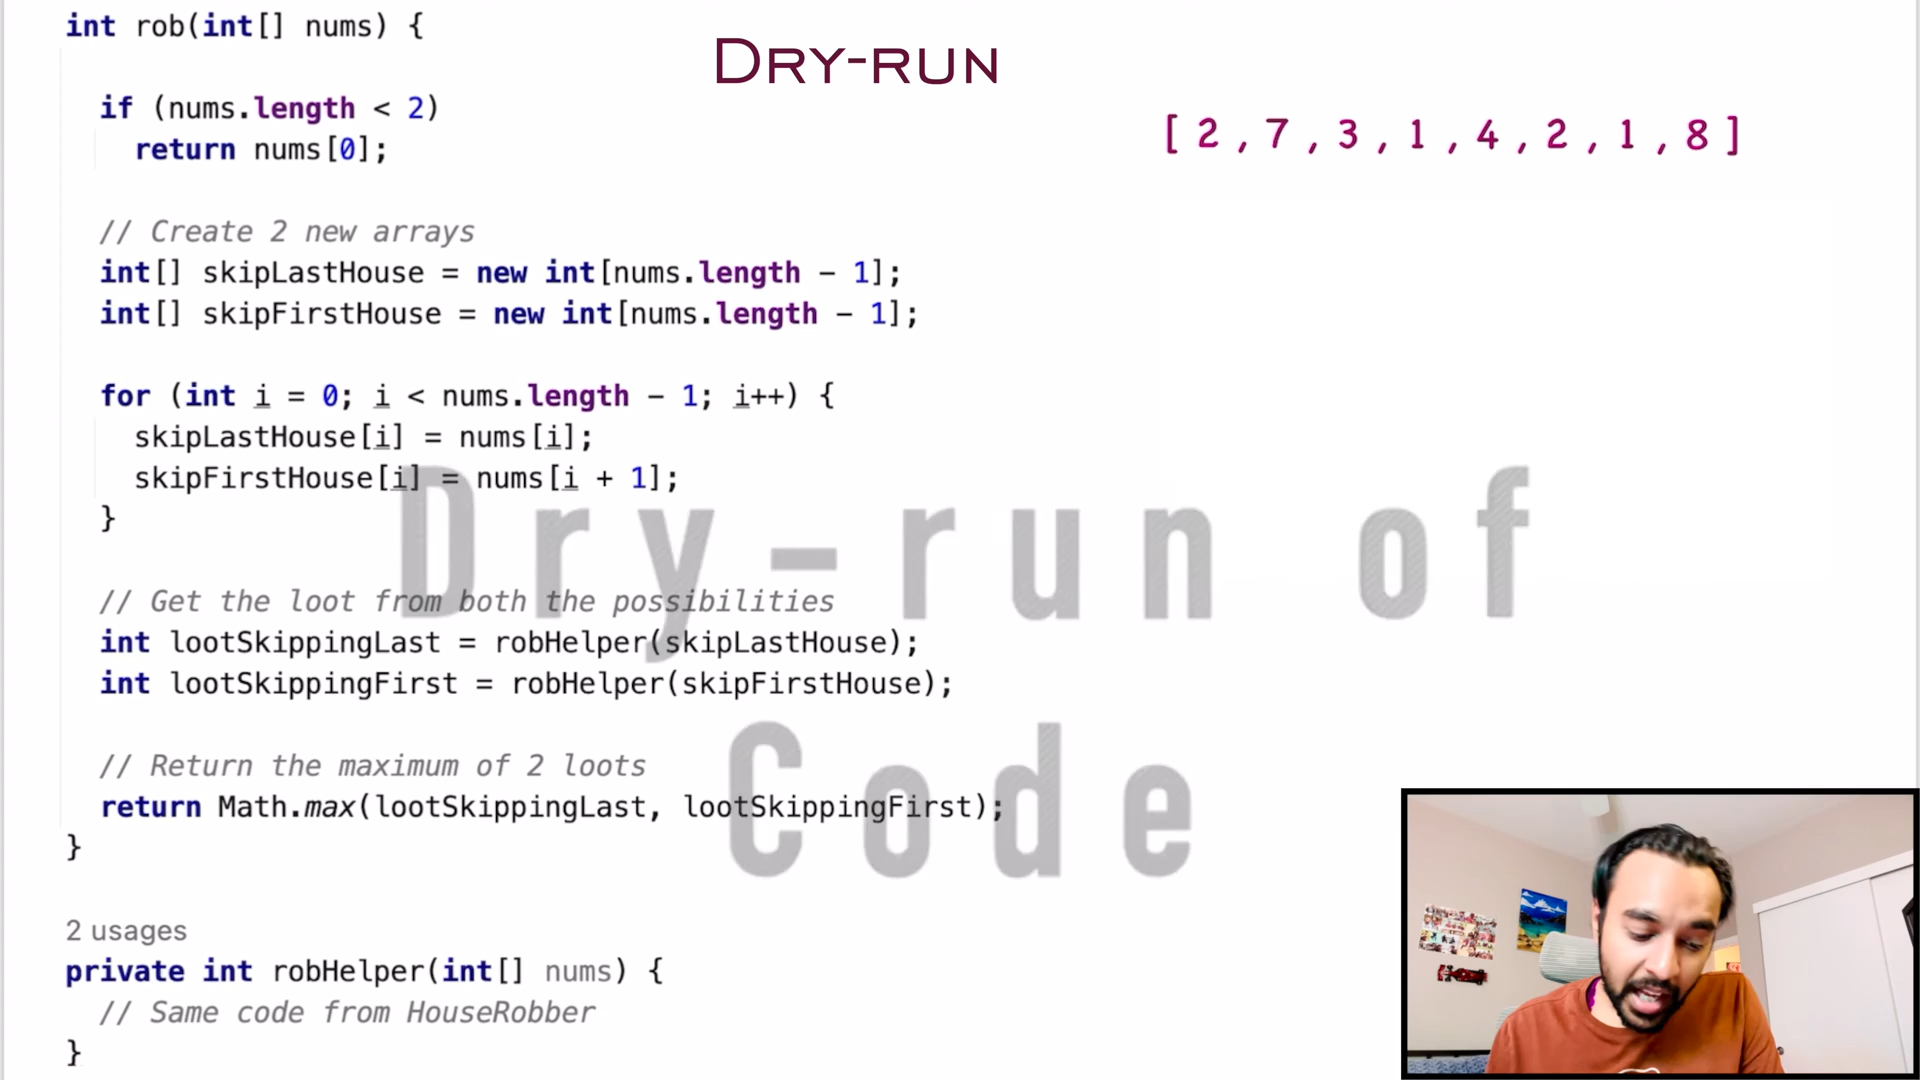 int rob(int[] nums) {
DRY-RUN
if (nums.length < 2)
return nums[0];
[ 2 , 7 , 3 , 1 , 4 , 2 , 1 , 8 ]
// Create 2 new arrays
int[] skipLastHouse = new int[nums.length - 1];
int[] skipFirstHouse = new int[nums.length - 1];
for (int i = 0; i < nums.length - 1; i++) {
skipLastHouse[i] = nums[i];
skipFirstHouse[i] = nums[i + 1];
}
Dry-run of
Code
// Get the loot from both the possibilities
int lootSkippingLast = robHelper(skipLastHouse);
int lootSkippingFirst = robHelper(skipFirstHouse);
// Return the maximum of 2 loots
return Math.max(lootSkippingLast, lootSkippingFirst);
}
2 usages
private int robHelper(int[] nums) {
// Same code from HouseRobber
}